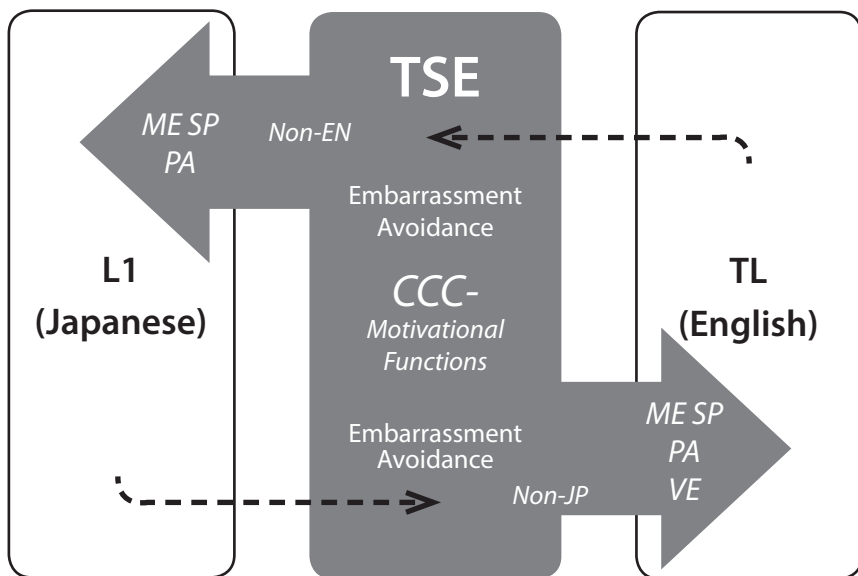 TSE
ME SP
PA
Non-EN
Embarrassment
Avoidance
L1
(Japanese)
CCC-
Motivational
Functions
TL
(English)
Embarrassment
Avoidance
Non-JP
ME SP
PA
VE